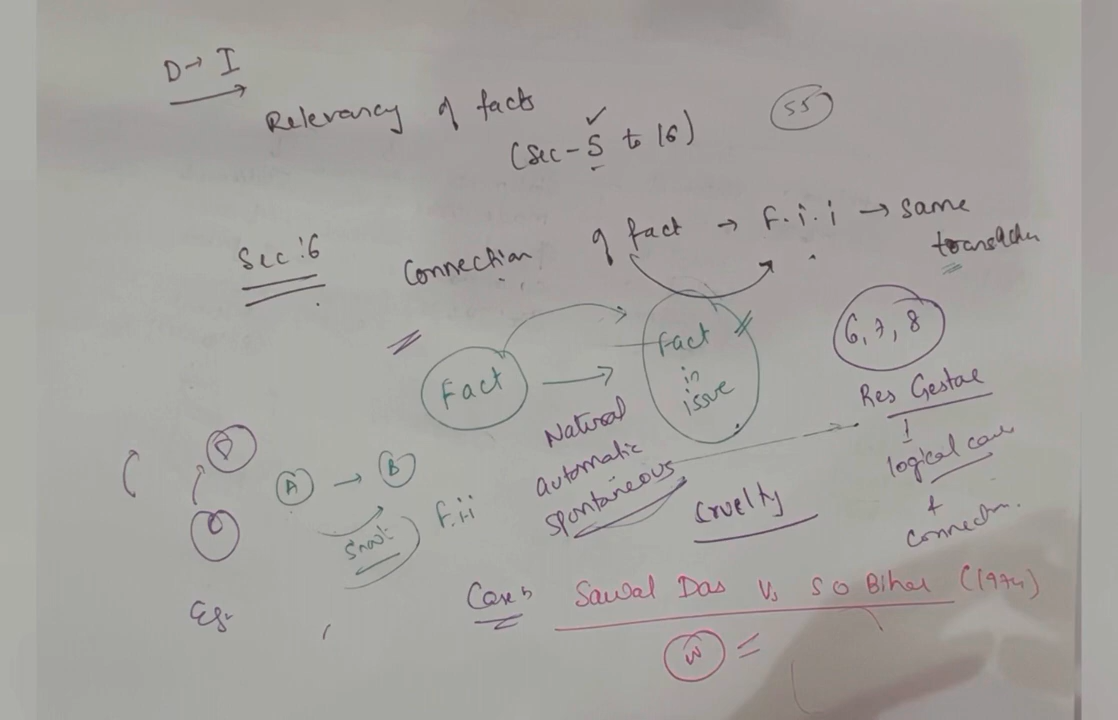 D → I
Relevancy of facts
(Sec - 5 to 16)
55
Sec : 6
Connection of fact → F.i.i → same
transaction
Fact
Fact
in
issue
6, 7, 8
Res Gestae
logical
connection.
Natural
automatic
spontaneous
Cruelty
A → B
Shoot
F.i.i
Eg:-
Case:
Sawal Das Vs S O Bihar (1974)
W =